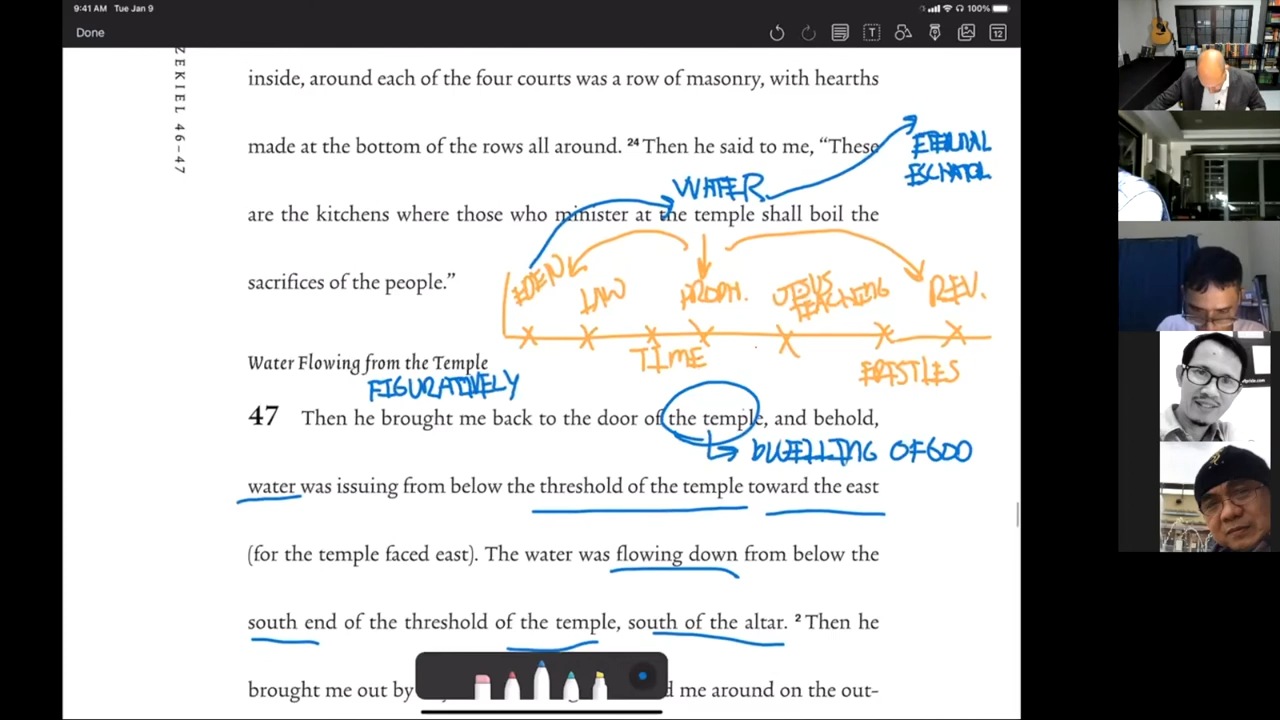 9:41 AM Tue Jan 9
100%
Done
12
ZEKIEL 46–47
inside, around each of the four courts was a row of masonry, with hearths
made at the bottom of the rows all around. 24 Then he said to me, “These
ETERNAL
ESCHATOL
WATER
are the kitchens where those who minister at the temple shall boil the
sacrifices of the people.”
EDEN LAW PROPH. JESUS TEACHING REV.
TIME EPISTLES
Water Flowing from the Temple
FIGURATIVELY
47 Then he brought me back to the door of the temple, and behold,
OF GOD
water was issuing from below the threshold of the temple toward the east
(for the temple faced east). The water was flowing down from below the
south end of the threshold of the temple, south of the altar. 2 Then he
brought me out by
me around on the out-